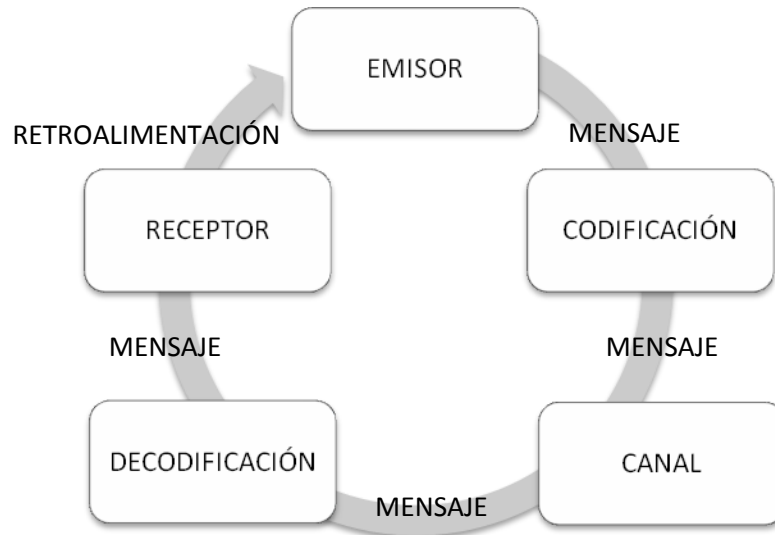 EMISOR
MENSAJE
CODIFICACIÓN
MENSAJE
CANAL
MENSAJE
DECODIFICACIÓN
MENSAJE
RECEPTOR
RETROALIMENTACIÓN